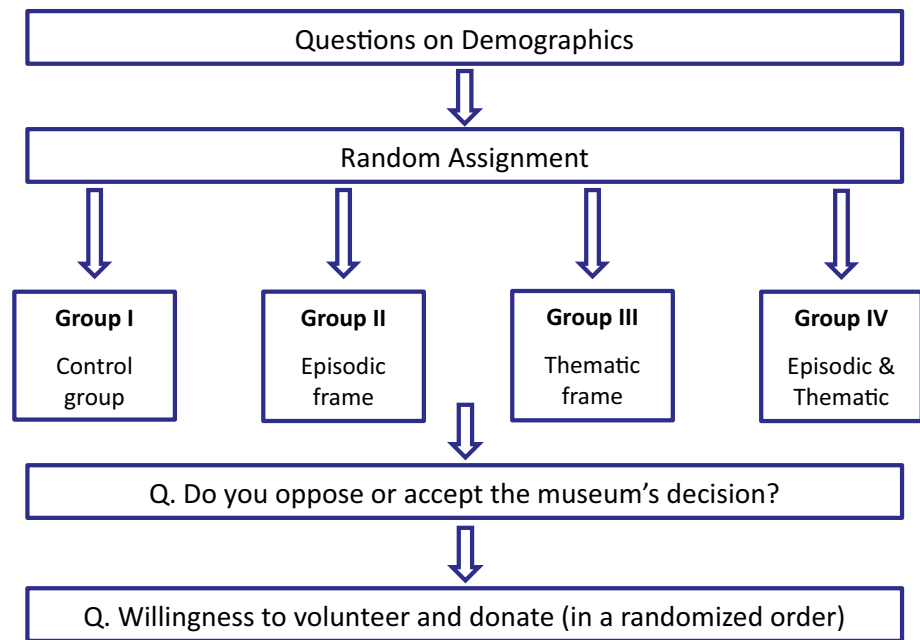 Questions on Demographics
Random Assignment
Group I
Control
group
Group II
Episodic
frame
Group III
Thematic
frame
Group IV
Episodic &
Thematic
Q. Do you oppose or accept the museum’s decision?
Q. Willingness to volunteer and donate (in a randomized order)